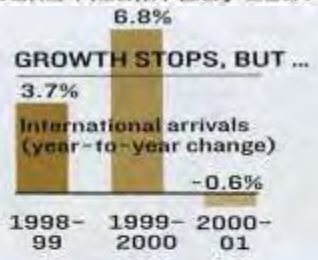 6.8%
GROWTH STOPS, BUT ...
3.7%
International arrivals
(year-to-year change)
-0.6%
1998- 1999- 2000-
99 2000 01